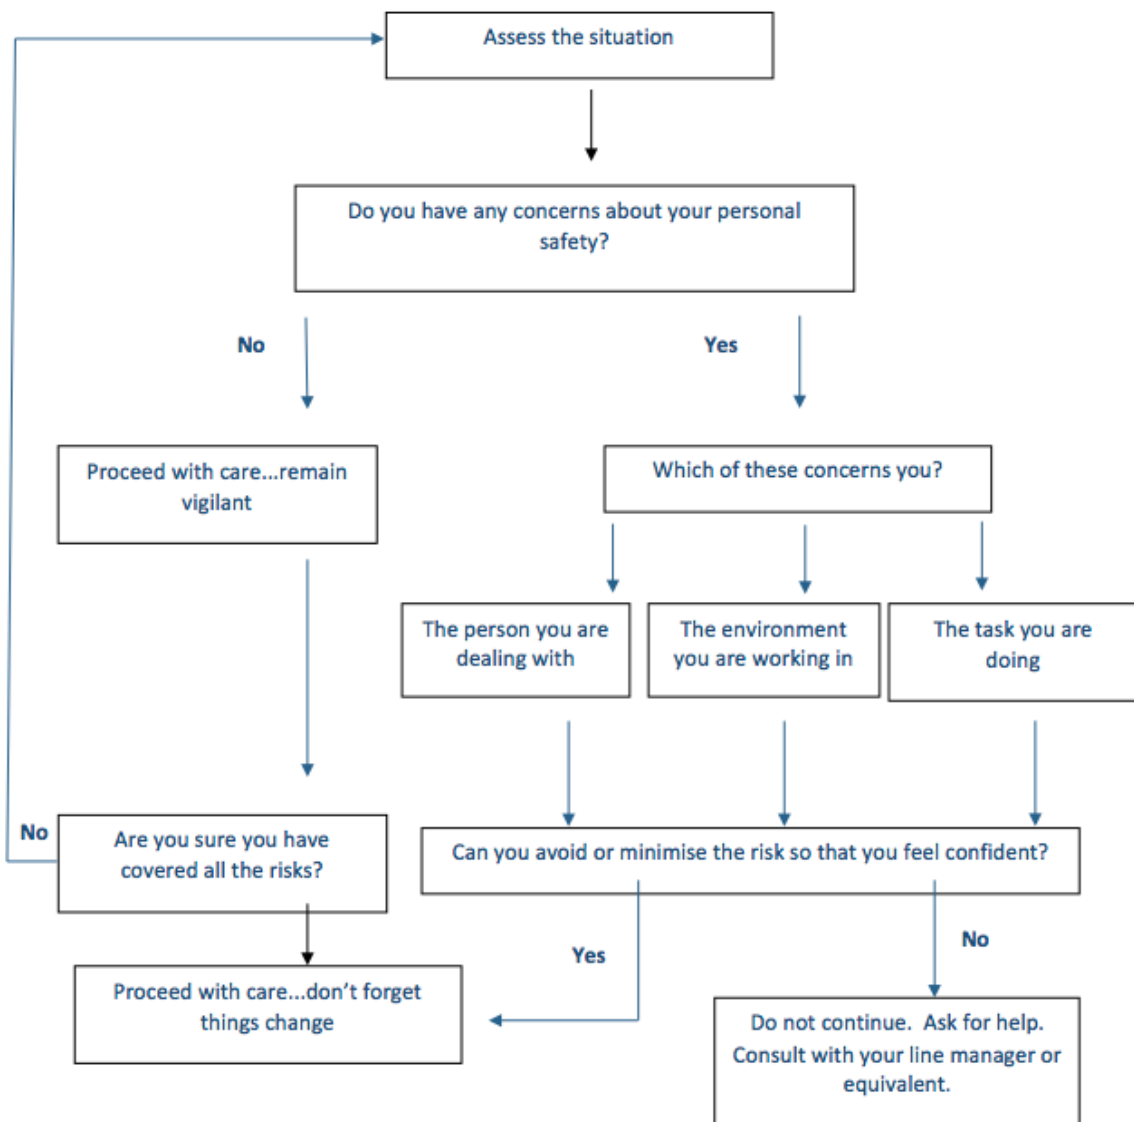 Assess the situation
Do you have any concerns about your personal
safety?
No
Yes
Proceed with care...remain
vigilant
Which of these concerns you?
The person you are
dealing with
The environment
you are working in
The task you are
doing
No
Are you sure you have
covered all the risks?
Can you avoid or minimise the risk so that you feel confident?
Yes
No
Proceed with care...don’t forget
things change
Do not continue.  Ask for help.
Consult with your line manager or
equivalent.